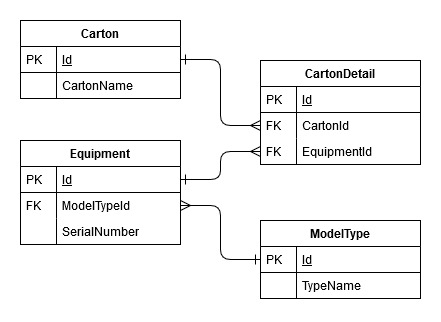 Carton
PK Id
CartonName
CartonDetail
PK Id
FK CartonId
FK EquipmentId
Equipment
PK Id
FK ModelTypeId
SerialNumber
ModelType
PK Id
TypeName